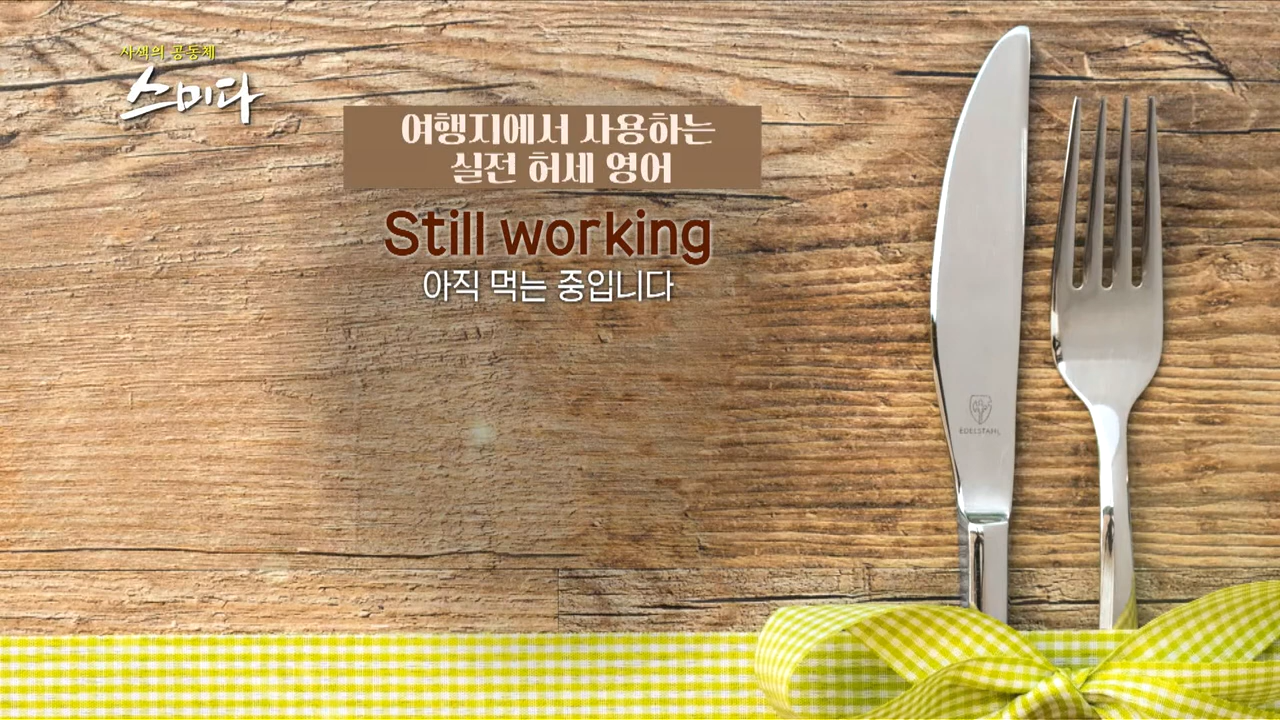 사색의 공동체
스미다
여행지에서 사용하는
실전 허세 영어
Still working
아직 먹는 중입니다
EDELSTAHL